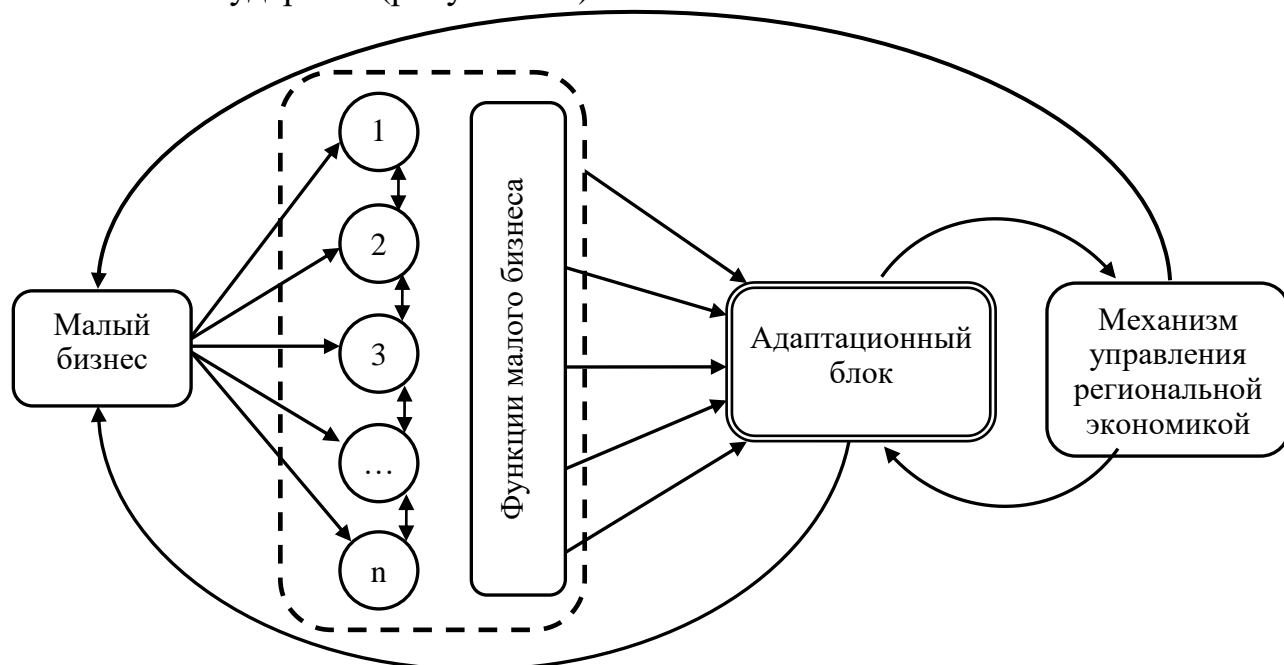 1
2
3
…
n
Функции малого бизнеса
Малый
бизнес
Адаптационный
блок
Механизм
управления
региональной
экономикой